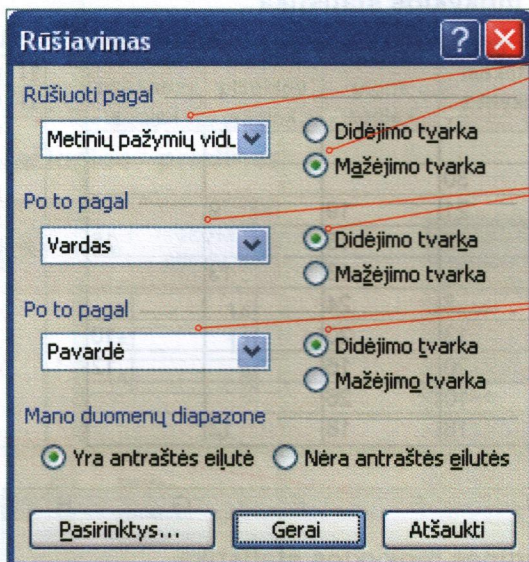 Rūšiavimas
Rūšiuoti pagal
Metinių pažymių vidu
Didėjimo tvarka
Mažėjimo tvarka
Po to pagal
Vardas
Didėjimo tvarka
Mažėjimo tvarka
Po to pagal
Pavardė
Didėjimo tvarka
Mažėjimo tvarka
Mano duomenų diapazone
Yra antraštės eilutė
Nėra antraštės eilutės
Pasirinktys...
Gerai
Atšaukti